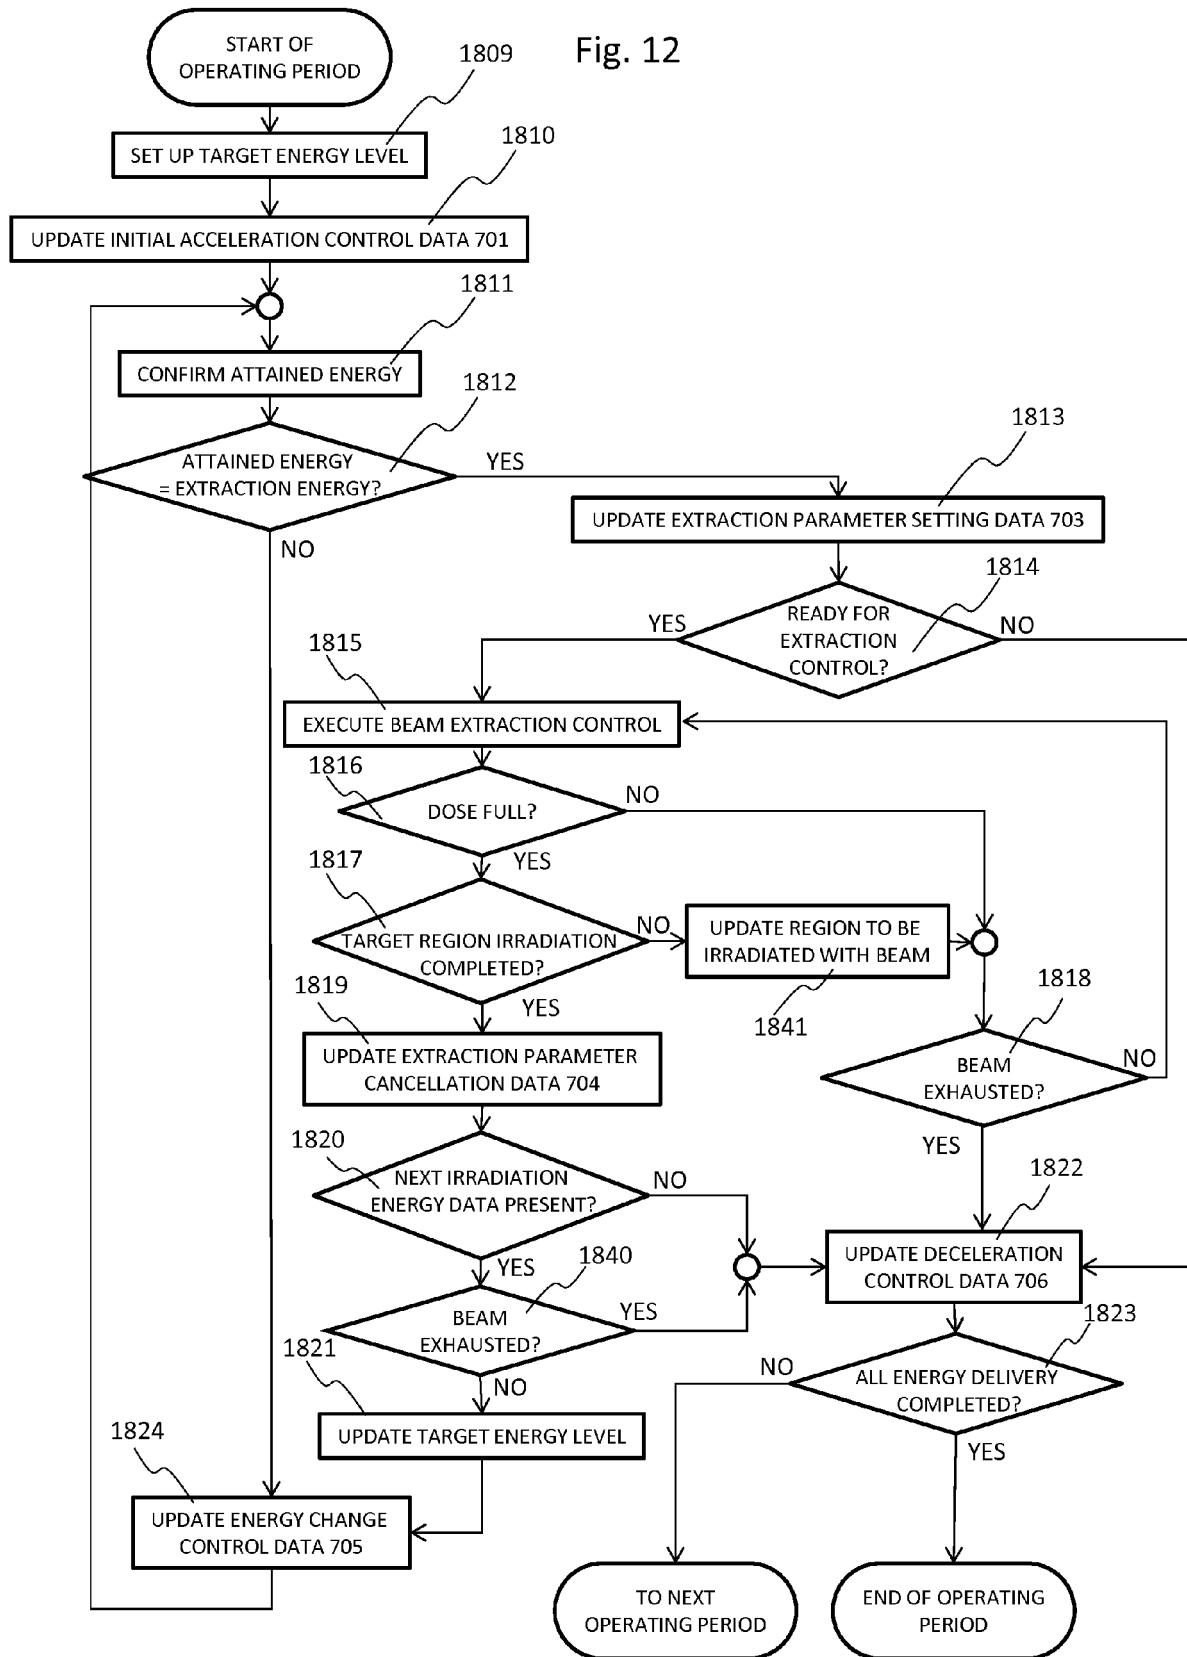 Fig. 12
START OF
OPERATING PERIOD
1809
SET UP TARGET ENERGY LEVEL
1810
UPDATE INITIAL ACCELERATION CONTROL DATA 701
1811
CONFIRM ATTAINED ENERGY
1812
ATTAINED ENERGY
= EXTRACTION ENERGY?
YES
NO
1813
UPDATE EXTRACTION PARAMETER SETTING DATA 703
1814
READY FOR
EXTRACTION
CONTROL?
YES
NO
1815
EXECUTE BEAM EXTRACTION CONTROL
1816
DOSE FULL?
NO
YES
1817
TARGET REGION IRRADIATION
COMPLETED?
NO
YES
UPDATE REGION TO BE
IRRADIATED WITH BEAM
1841
1818
BEAM
EXHAUSTED?
NO
YES
1819
UPDATE EXTRACTION PARAMETER
CANCELLATION DATA 704
1820
NEXT IRRADIATION
ENERGY DATA PRESENT?
NO
YES
1840
BEAM
EXHAUSTED?
YES
NO
1821
UPDATE TARGET ENERGY LEVEL
1822
UPDATE DECELERATION
CONTROL DATA 706
1823
ALL ENERGY DELIVERY
COMPLETED?
NO
YES
1824
UPDATE ENERGY CHANGE
CONTROL DATA 705
TO NEXT
OPERATING PERIOD
END OF OPERATING
PERIOD